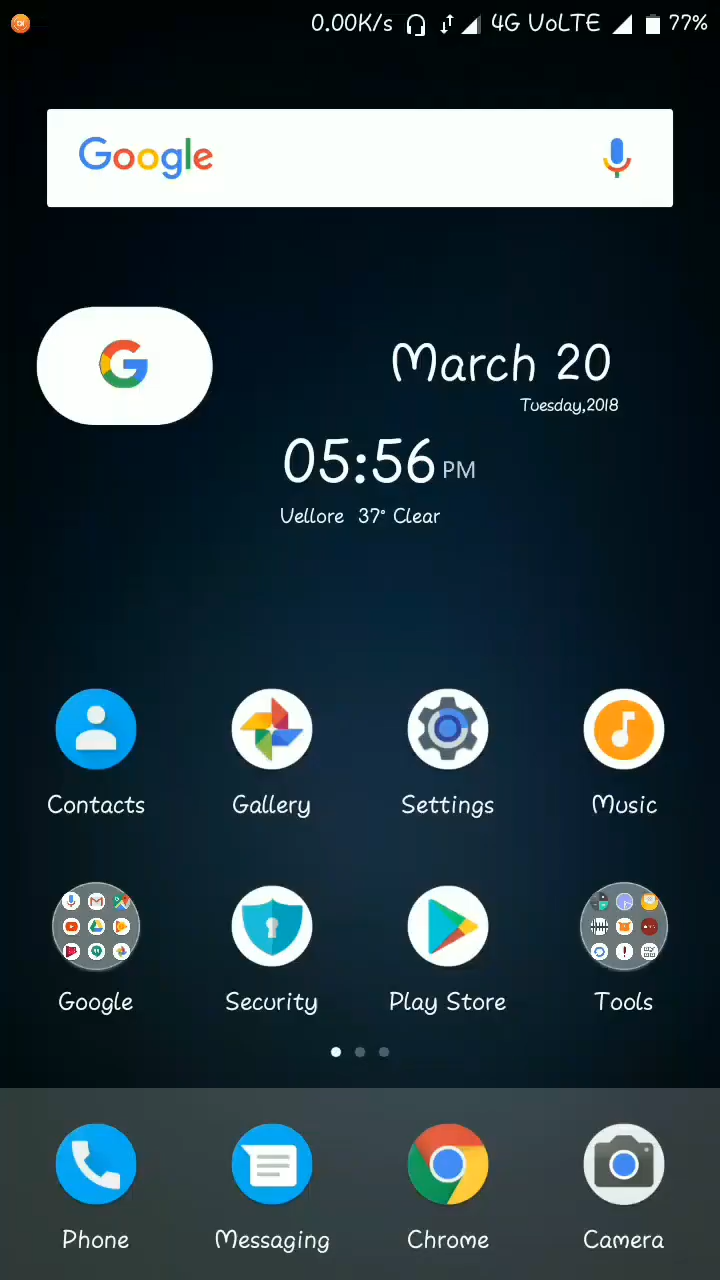 0.00K/s 4G VoLTE 77%
Google
G
March 20
Tuesday,2018
05:56 PM
Vellore 37° Clear
Contacts Gallery Settings Music
Google Security Play Store Tools
Phone Messaging Chrome Camera